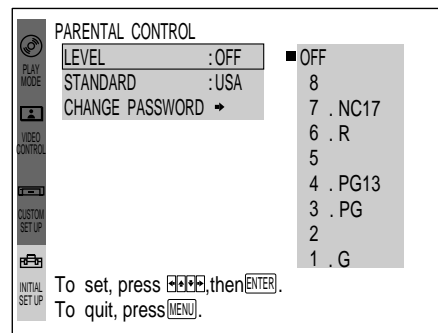 PARENTAL CONTROL
LEVEL :OFF
STANDARD :USA
CHANGE PASSWORD ➔
OFF
8
7 . NC17
6 . R
5
4 . PG13
3 . PG
2
1 . G
PLAY
MODE
VIDEO
CONTROL
CUSTOM
SET UP
INITIAL
SET UP
To set, press ,then ENTER.
To quit, press MENU.